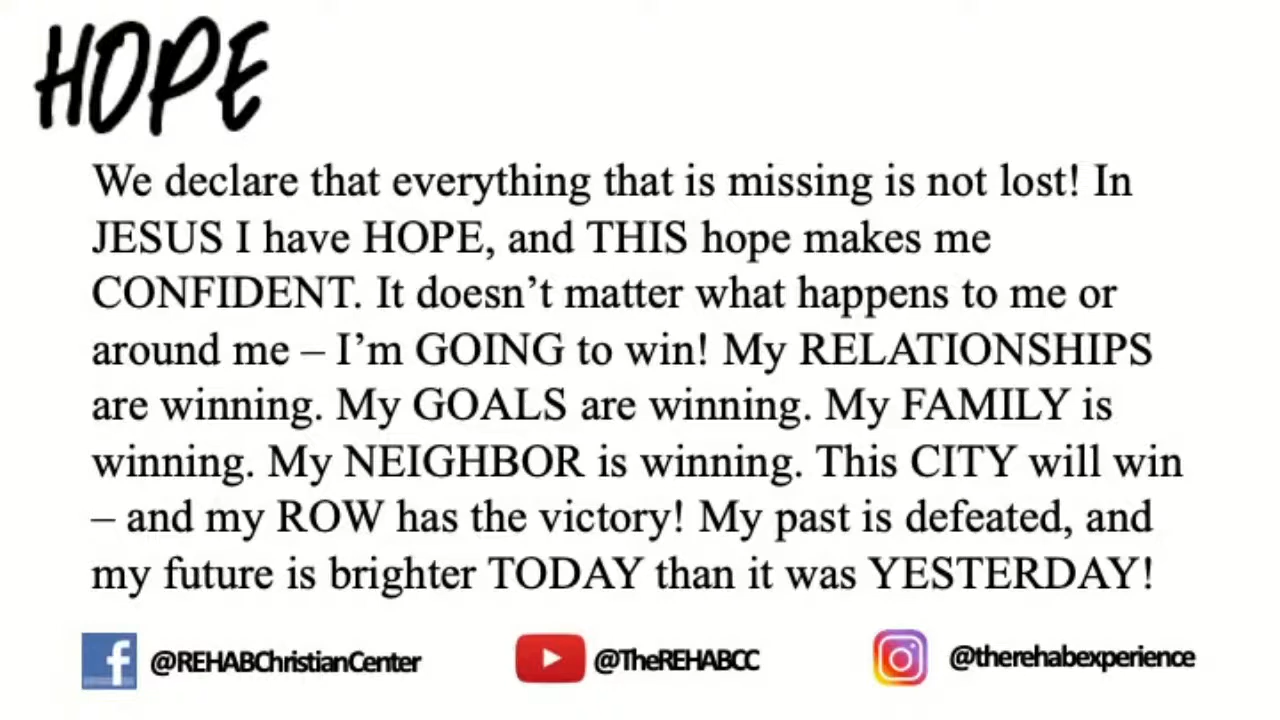 HOPE
We declare that everything that is missing is not lost! In
JESUS I have HOPE, and THIS hope makes me
CONFIDENT. It doesn’t matter what happens to me or
around me – I’m GOING to win! My RELATIONSHIPS
are winning. My GOALS are winning. My FAMILY is
winning. My NEIGHBOR is winning. This CITY will win
– and my ROW has the victory! My past is defeated, and
my future is brighter TODAY than it was YESTERDAY!
@REHABChristianCenter
@TheREHABCC
@therehabexperience